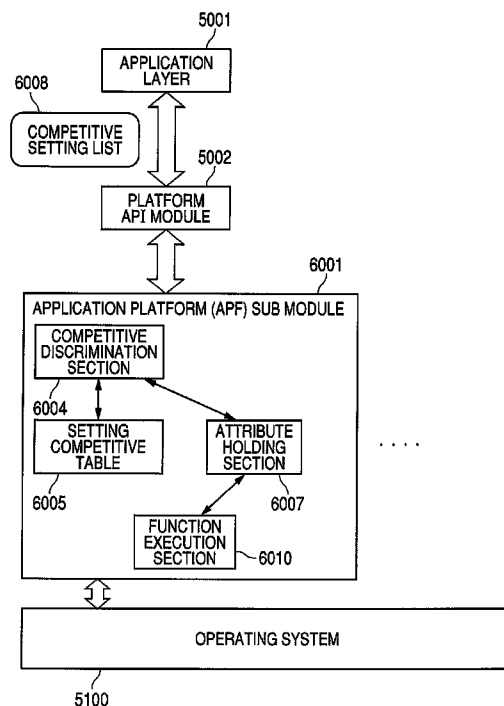 5001
APPLICATION
LAYER
6008
COMPETITIVE
SETTING LIST
5002
PLATFORM
API MODULE
6001
APPLICATION PLATFORM (APF) SUB MODULE
COMPETITIVE
DISCRIMINATION
SECTION
6004
SETTING
COMPETITIVE
TABLE
6005
ATTRIBUTE
HOLDING
SECTION
6007
. . . .
FUNCTION
EXECUTION
SECTION
6010
OPERATING SYSTEM
5100